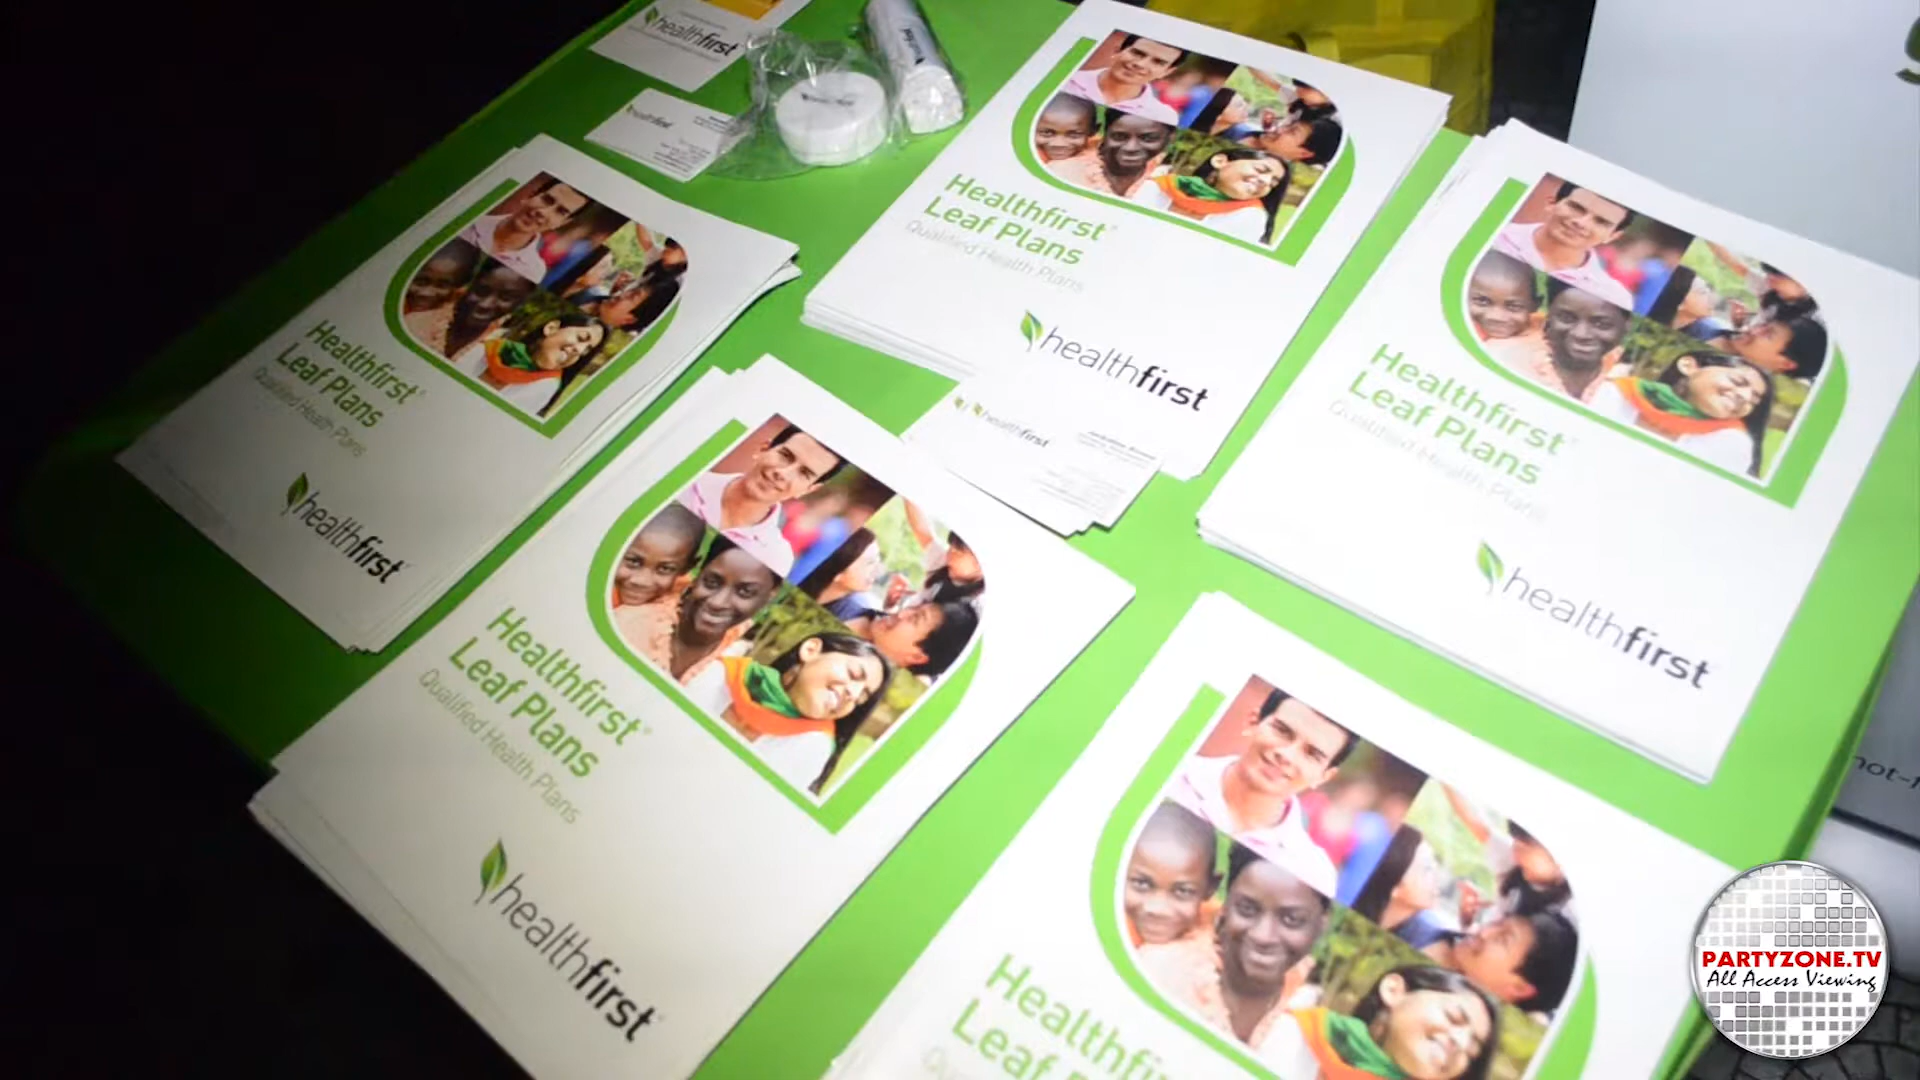 healthfirst
healthfirst
Healthfirst®
Leaf Plans
Qualified Health Plans
healthfirst
Healthfirst®
Leaf Plans
Qualified Health Plans
healthfirst
Healthfirst®
Leaf Plans
Qualified Health Plans
healthfirst
healthfirst
Healthfirst®
Leaf Plans
Qualified Health Plans
healthfirst
Leaf
PARTYZONE.TV
All Access Viewing